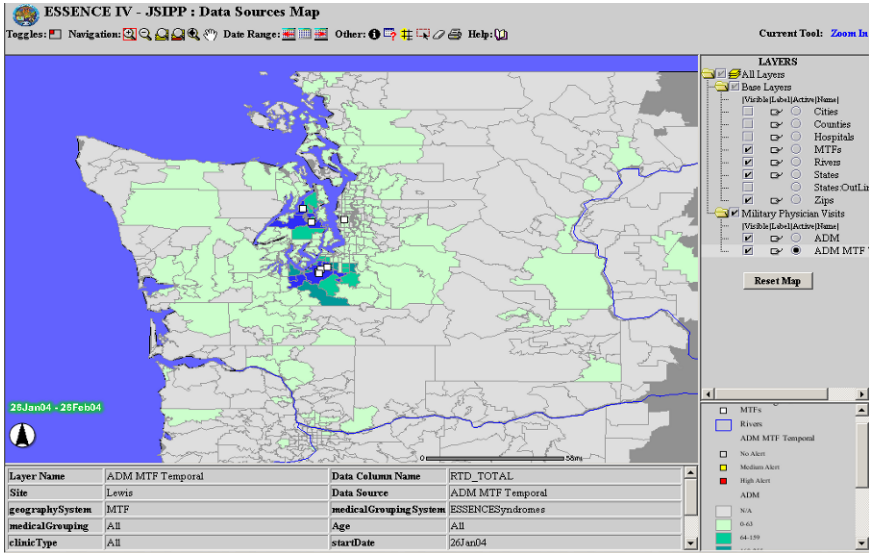 ESSENCE IV - JSIPP : Data Sources Map
Toggles: Navigation: Date Range: Other: Help: Current Tool: Zoom In
LAYERS
All Layers
Base Layers
|Visible|Label|Active|Name|
Cities
Counties
Hospitals
MTFs
Rivers
States
States:OutLin
Zips
Military Physician Visits
|Visible|Label|Active|Name|
ADM
ADM MTF
Reset Map
25Jan04 - 25Feb04
0 58mi
MTFs
Rivers
ADM MTF Temporal
No Alert
Medium Alert
High Alert
ADM
N/A
0-63
64-159
Layer Name ADM MTF Temporal Data Column Name RTD_TOTAL
Site Lewis Data Source ADM MTF Temporal
geographySystem MTF medicalGroupingSystem ESSENCESyndromes
medicalGrouping All Age All
clinicType All startDate 26Jan04